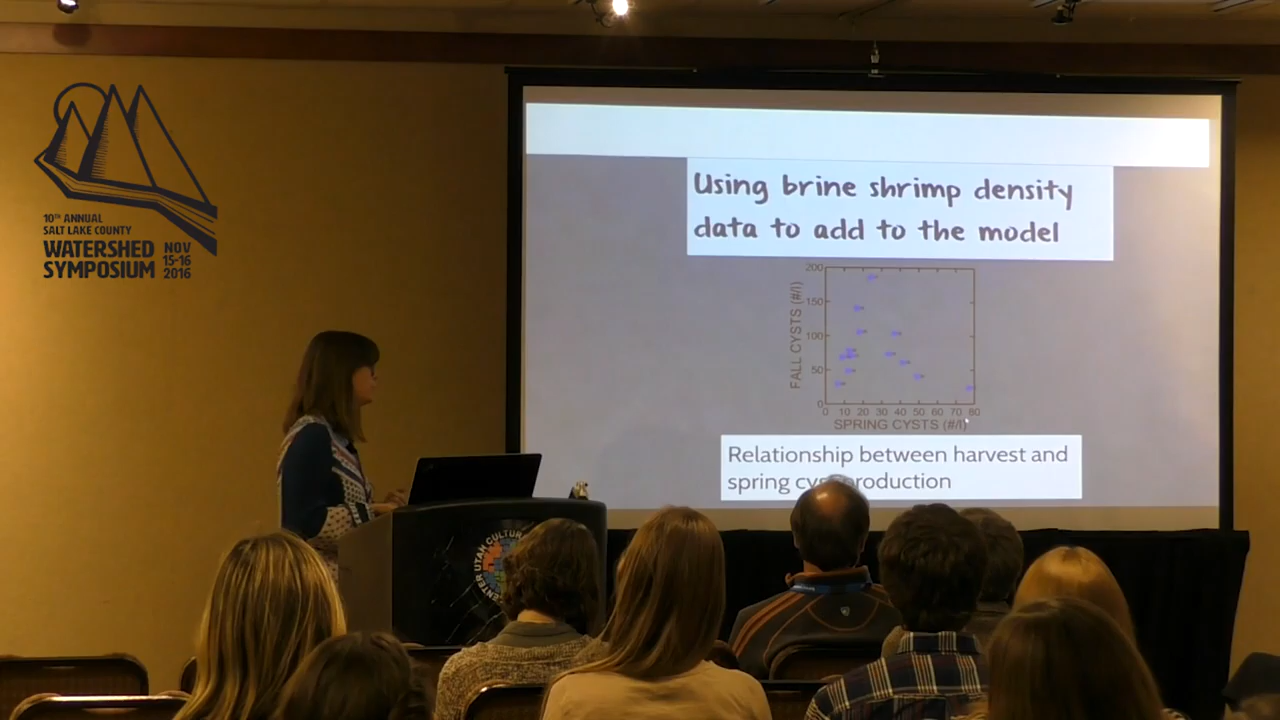 10TH ANNUAL
SALT LAKE COUNTY
WATERSHED
SYMPOSIUM
NOV
15-16
2016
Using brine shrimp density
data to add to the model
FALL CYSTS (#/l)
200
150
100
50
0
0 10 20 30 40 50 60 70 80
SPRING CYSTS (#/l)
Relationship between harvest and
spring production
UTAH CULTUR